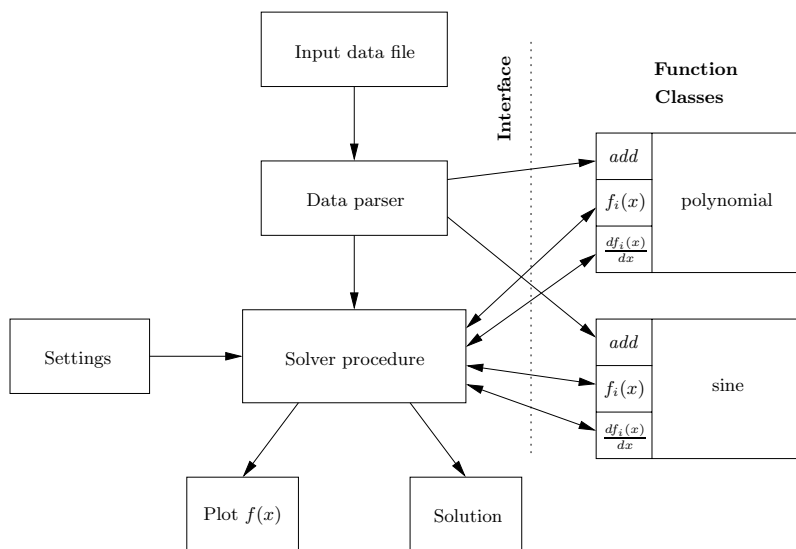 Input data file
Interface
Function
Classes
add
Data parser
f_i(x)
polynomial
df_i(x)/dx
Settings
Solver procedure
add
f_i(x)
sine
df_i(x)/dx
Plot f(x)
Solution